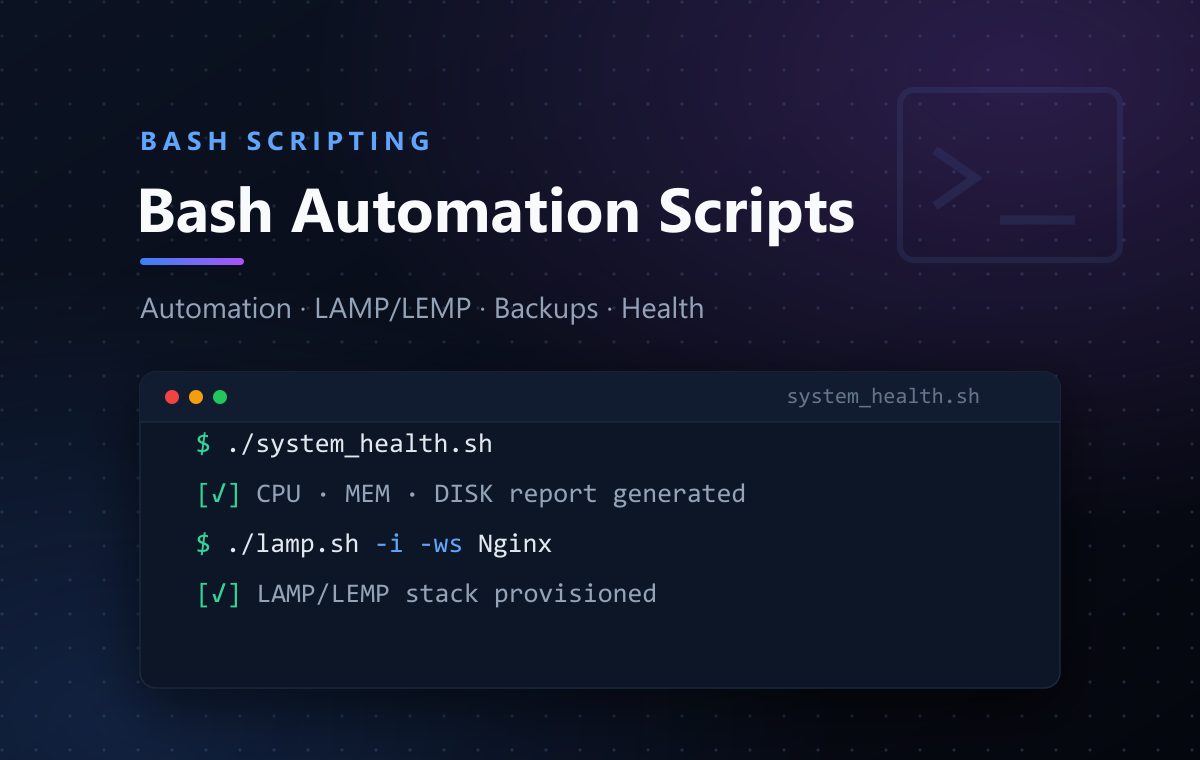 BASH SCRIPTING
Bash Automation Scripts
Automation · LAMP/LEMP · Backups · Health
system_health.sh
$ ./system_health.sh
[✓] CPU · MEM · DISK report generated
$ ./lamp.sh -i -ws Nginx
[✓] LAMP/LEMP stack provisioned